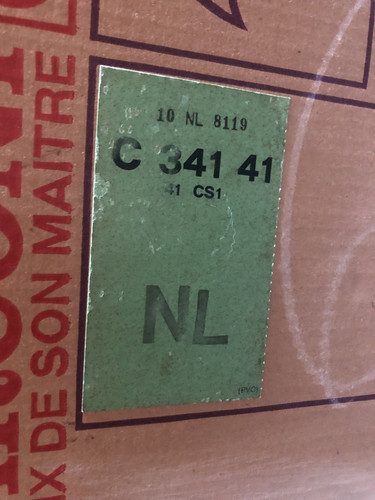 10 NL 8119
C 341 41
41 CS1
NL
X DE SON MAITRE